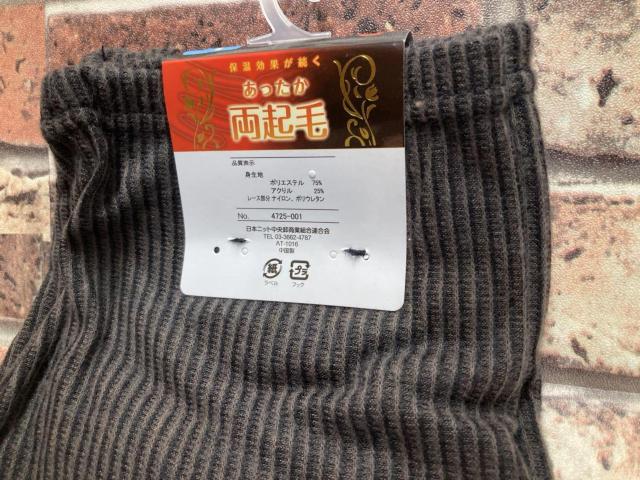 保温効果が続く
あったか
両起毛
品質表示
身生地
ポリエステル 75%
アクリル 25%
レース部分 ナイロン、ポリウレタン
No. 4725-001
日本ニット中央卸商業組合連合会
TEL 03-3662-4787
AT-1016
中国製
紙 プラ
ラベル フック